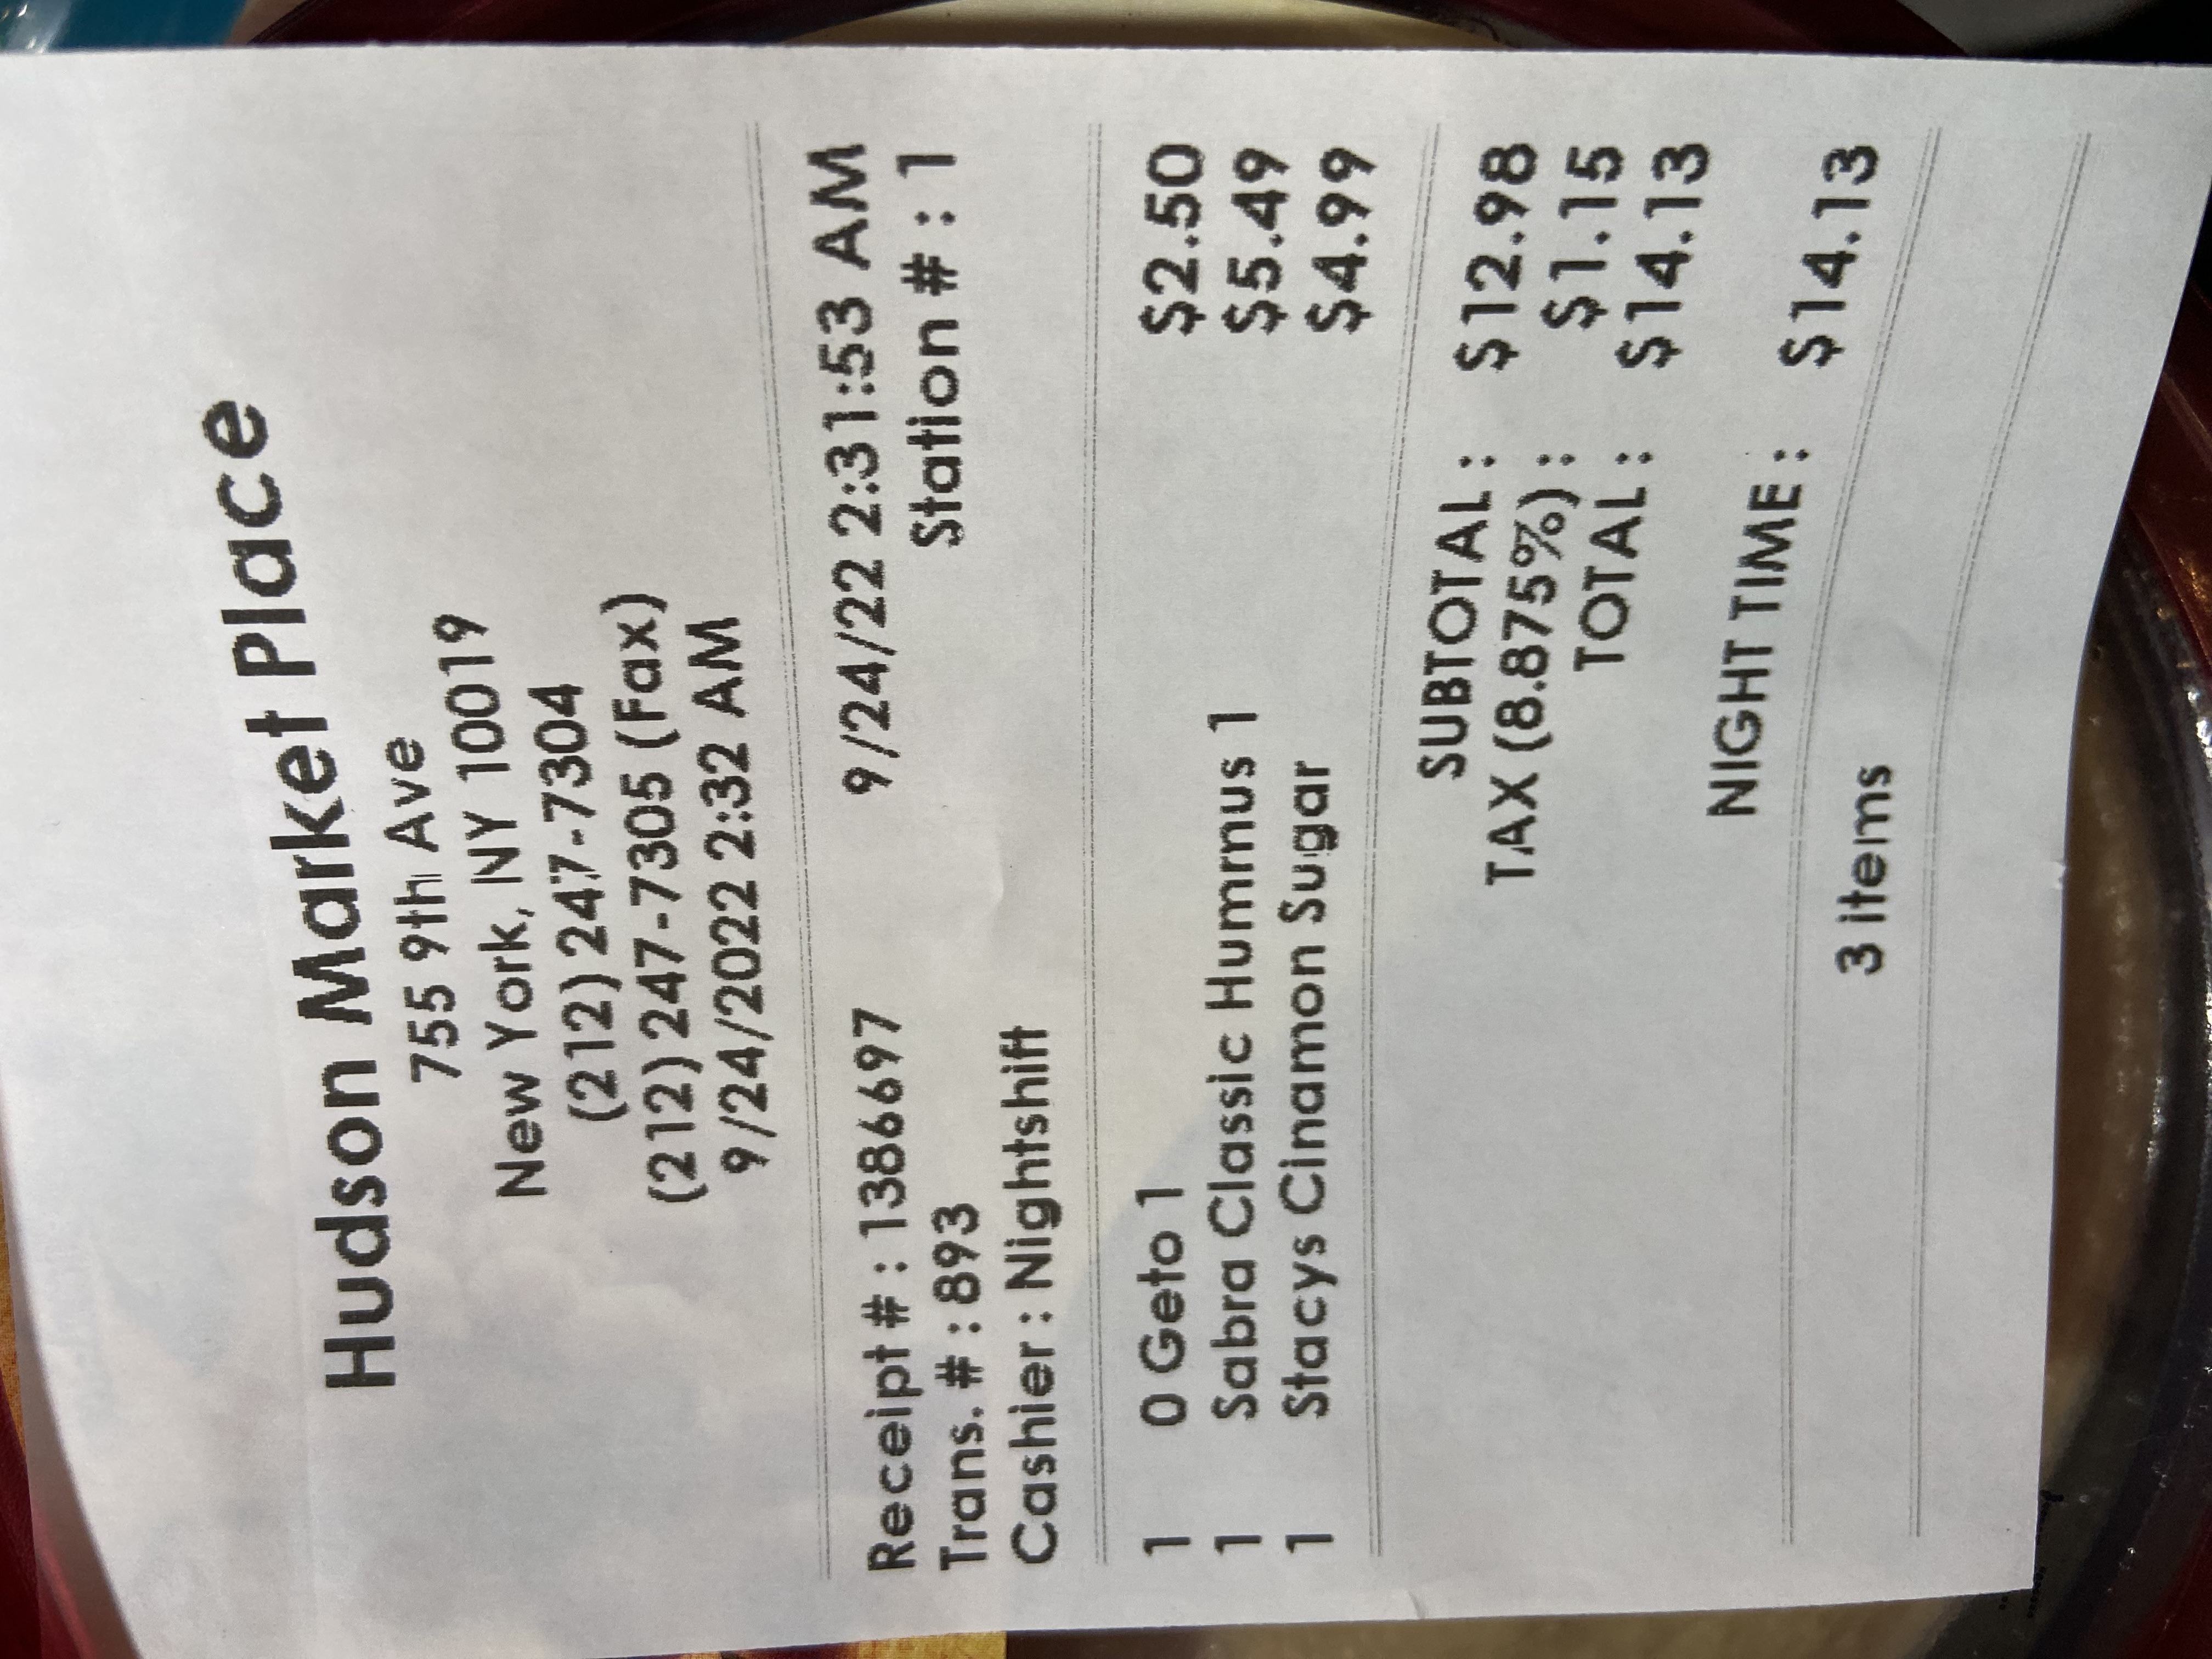 Hudson Market Place
755 9th Ave
New York, NY 10019
(212) 247-7304
(212) 247-7305 (Fax)
9/24/2022 2:32 AM
Receipt # : 1386697 9/24/22 2:31:53 AM
Trans. # : 893 Station # : 1
Cashier : Nightshift
1 0 Geto 1 $2.50
1 Sabra Classic Hummus 1 $5.49
1 Stacys Cinamon Sugar $4.99
SUBTOTAL : $12.98
TAX (8.875%) : $1.15
TOTAL : $14.13
NIGHT TIME : $14.13
3 items